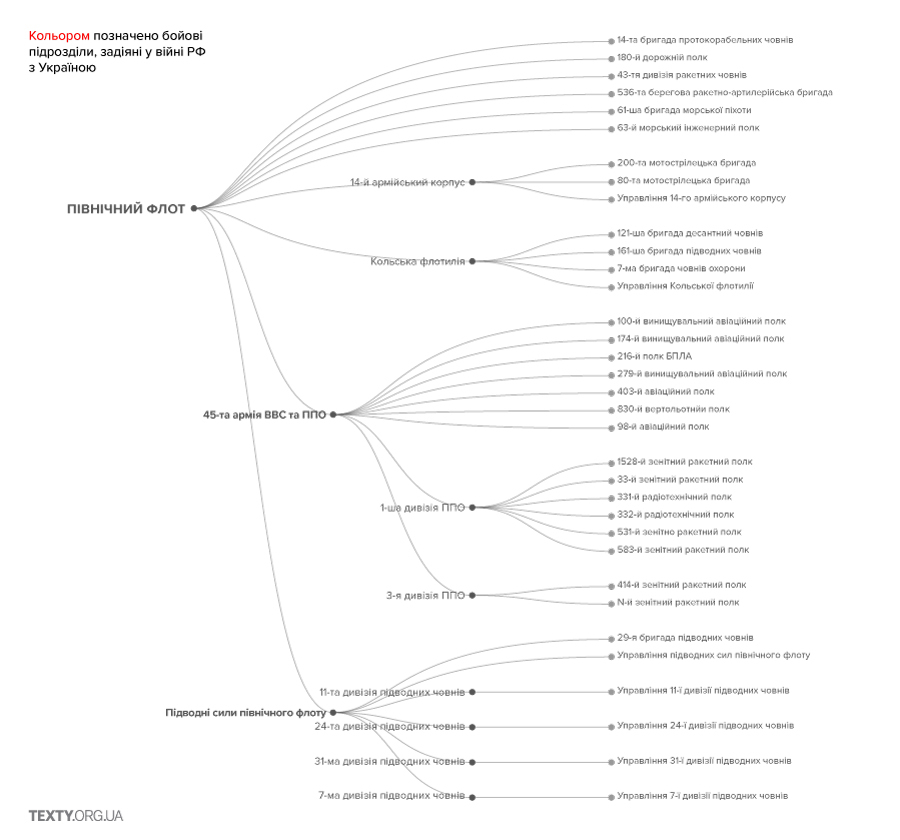 Кольором позначено бойові
підрозділи, задіяні у війні РФ
з Україною
14-та бригада протокорабельних човнів
180-й дорожній полк
43-тя дивізія ракетних човнів
536-та берегова ракетно-артилерійська бригада
61-ша бригада морської піхоти
63-й морський інженерний полк
200-та мотострілецька бригада
14-й армійський корпус
80-та мотострілецька бригада
Управління 14-го армійського корпусу
ПІВНІЧНИЙ ФЛОТ
121-ша бригада десантний човнів
161-ша бригада підводних човнів
Кольська флотилія
7-ма бригада човнів охорони
Управління Кольської флотилії
100-й винищувальний авіаційний полк
174-й винищувальний авіаційний полк
216-й полк БПЛА
279-й винищувальний авіаційний полк
403-й авіаційний полк
45-та армія ВВС та ППО
830-й вертольотнйи полк
98-й авіаційний полк
1528-й зенітний ракетний полк
33-й зенітний ракетний полк
331-й радіотехнічний полк
1-ша дивізія ППО
332-й радіотехнічний полк
531-й зенітно ракетний полк
583-й зенітний ракетний полк
414-й зенітний ракетний полк
3-я дивізія ППО
N-й зенітний ракетний полк
29-я бригада підводних човнів
Управління підводних сил північного флоту
11-та дивізія підводних човнів
Управління 11-ї дивізії підводних човнів
Підводні сили північного флоту
24-та дивізія підводних човнів
Управління 24-ї дивізії підводних човнів
31-ма дивізія підводних човнів
Управління 31-ї дивізії підводних човнів
7-ма дивізія підводних човнів
Управління 7-ї дивізії підводних човнів
TEXTY.ORG.UA